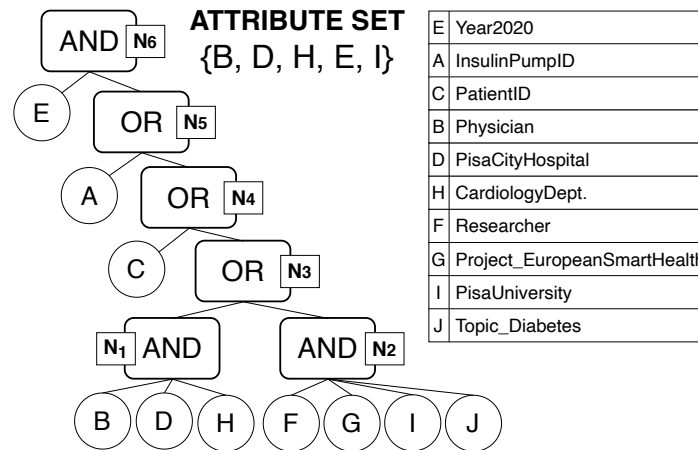 ATTRIBUTE SET
{B, D, H, E, I}
AND N6
E
OR N5
A
OR N4
C
OR N3
N1 AND
AND N2
B D H F G I J
E Year2020
A InsulinPumpID
C PatientID
B Physician
D PisaCityHospital
H CardiologyDept.
F Researcher
G Project_EuropeanSmartHealth
I PisaUniversity
J Topic_Diabetes